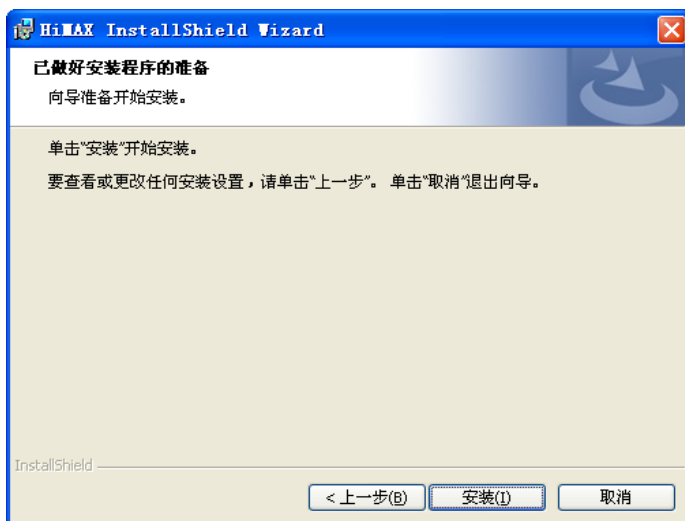 HiMAX InstallShield Wizard
已做好安装程序的准备
向导准备开始安装。
单击“安装”开始安装。
要查看或更改任何安装设置，请单击“上一步”。 单击“取消”退出向导。
InstallShield
< 上一步(B)
安装(I)
取消